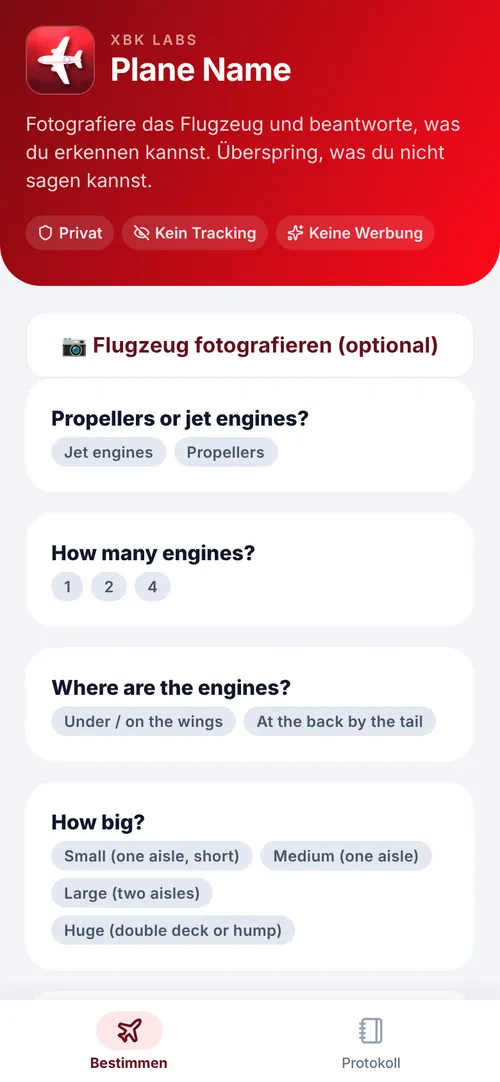 XBK LABS
Plane Name
Fotografiere das Flugzeug und beantworte, was
du erkennen kannst. Überspring, was du nicht
sagen kannst.
Privat
Kein Tracking
Keine Werbung
Flugzeug fotografieren (optional)
Propellers or jet engines?
Jet engines
Propellers
How many engines?
1
2
4
Where are the engines?
Under / on the wings
At the back by the tail
How big?
Small (one aisle, short)
Medium (one aisle)
Large (two aisles)
Huge (double deck or hump)
Bestimmen
Protokoll